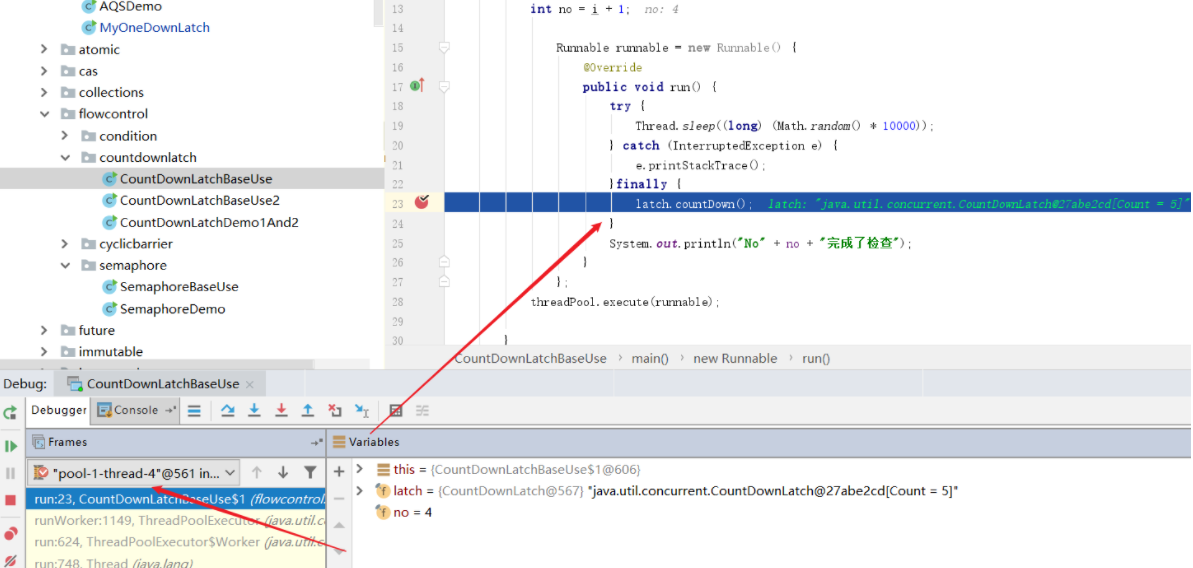 AQSDemo
MyOneDownLatch
atomic
cas
collections
flowcontrol
condition
countdownlatch
CountDownLatchBaseUse
CountDownLatchBaseUse2
CountDownLatchDemo1And2
cyclicbarrier
semaphore
SemaphoreBaseUse
SemaphoreDemo
future
immutable
13 int no = i + 1; no: 4
14
15 Runnable runnable = new Runnable() {
16 @Override
17 public void run() {
18 try {
19 Thread.sleep((long) (Math.random() * 10000));
20 } catch (InterruptedException e) {
21 e.printStackTrace();
22 }finally {
23 latch.countDown(); latch: "java.util.concurrent.CountDownLatch@27abe2cd[Count = 5]"
24 }
25 System.out.println("No" + no + "完成了检查");
26 }
27 };
28 threadPool.execute(runnable);
29
30 }
CountDownLatchBaseUse › main() › new Runnable › run()
Debug: CountDownLatchBaseUse ×
Debugger Console
Frames
"pool-1-thread-4"@561 in...
run:23, CountDownLatchBaseUse$1 (flowcontrol.
runWorker:1149, ThreadPoolExecutor (java.util.c
run:624, ThreadPoolExecutor$Worker (java.util.c
run:748, Thread (java.lang)
Variables
this = {CountDownLatchBaseUse$1@606}
latch = {CountDownLatch@567} "java.util.concurrent.CountDownLatch@27abe2cd[Count = 5]"
no = 4